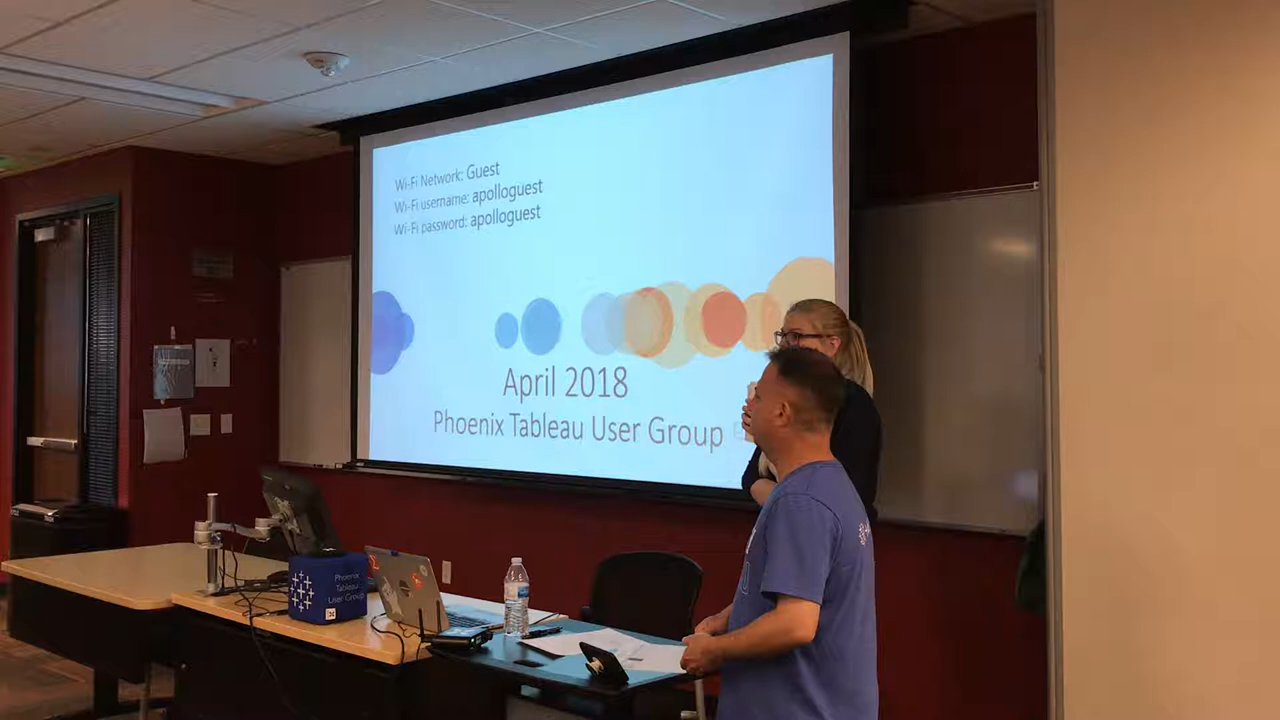 Wi-Fi Network: Guest
Wi-Fi username: apolloguest
Wi-Fi password: apolloguest
April 2018
Phoenix Tableau User Group
Phoenix
Tableau
User Group